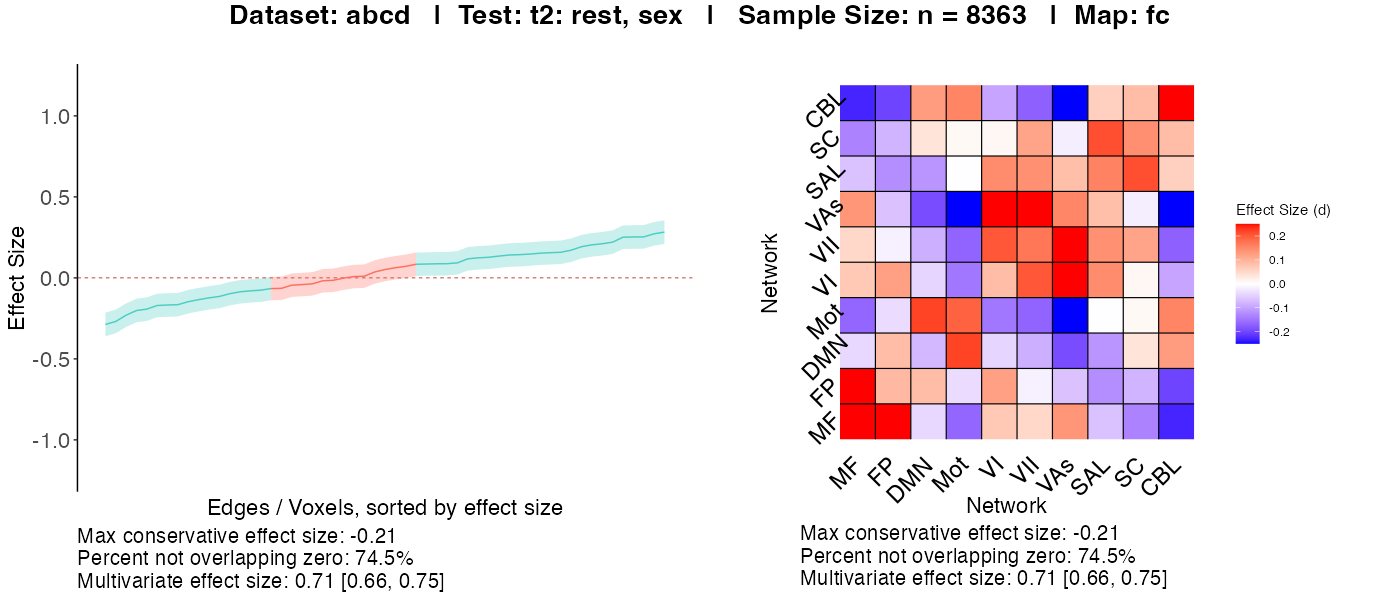 Dataset: abcd | Test: t2: rest, sex | Sample Size: n = 8363 | Map: fc
Effect Size
1.0
0.5
0.0
-0.5
-1.0
Edges / Voxels, sorted by effect size
Max conservative effect size: -0.21
Percent not overlapping zero: 74.5%
Multivariate effect size: 0.71 [0.66, 0.75]
Network
CBL
SC
SAL
VAs
VII
VI
Mot
DMN
FP
MF
MF FP DMN Mot VI VII VAs SAL SC CBL
Network
Max conservative effect size: -0.21
Percent not overlapping zero: 74.5%
Multivariate effect size: 0.71 [0.66, 0.75]
Effect Size (d)
0.2
0.1
0.0
-0.1
-0.2